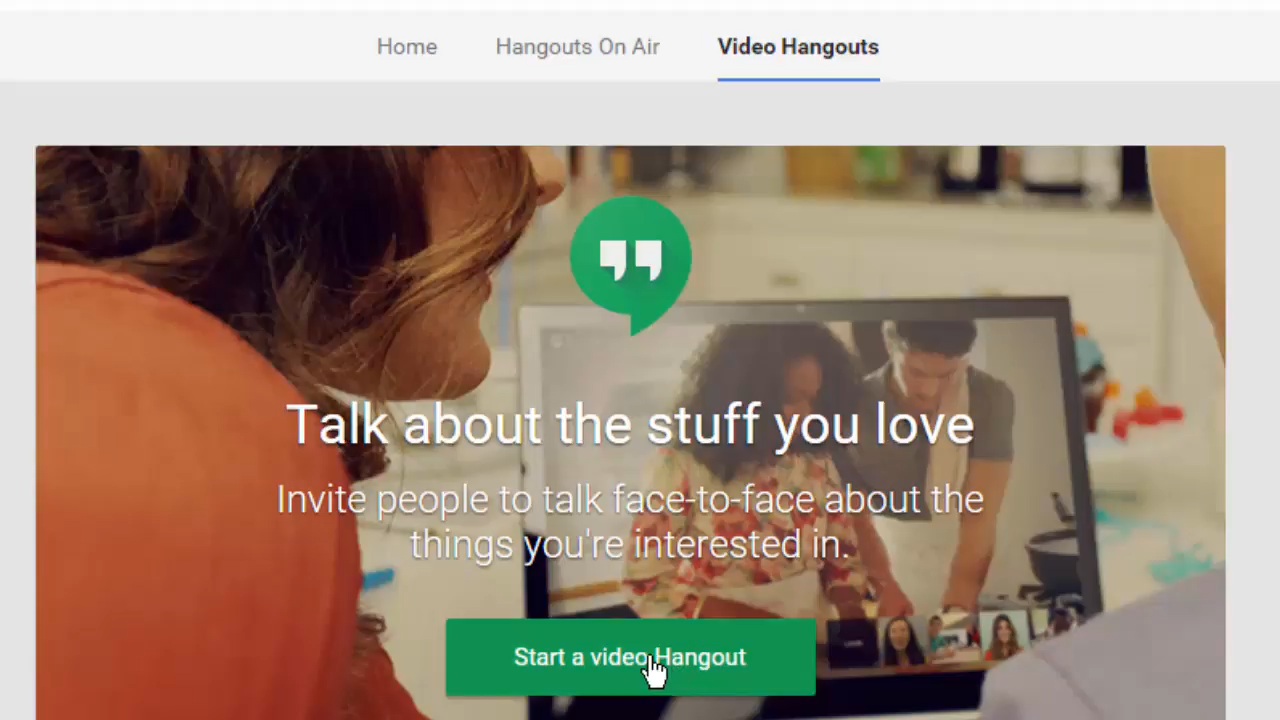 Home Hangouts On Air Video Hangouts
Talk about the stuff you love
Invite people to talk face-to-face about the
things you're interested in.
Start a video Hangout